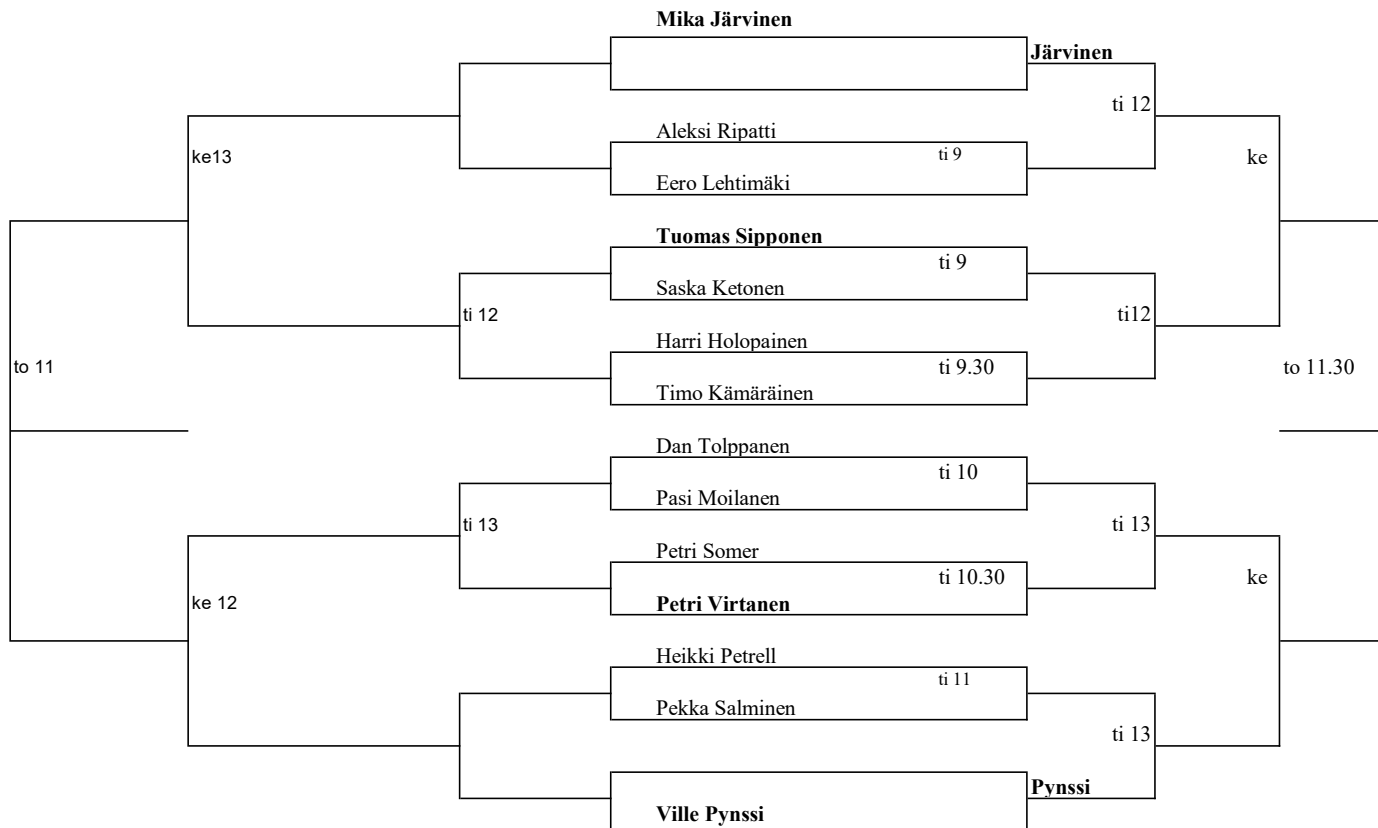 Mika Järvinen
Järvinen
ti 12
Aleksi Ripatti
ke13
ti 9
ke
Eero Lehtimäki
Tuomas Sipponen
ti 9
Saska Ketonen
ti 12
ti12
Harri Holopainen
to 11
ti 9.30
to 11.30
Timo Kämäräinen
Dan Tolppanen
ti 10
Pasi Moilanen
ti 13
ti 13
Petri Somer
ti 10.30
ke
ke 12
Petri Virtanen
Heikki Petrell
ti 11
Pekka Salminen
ti 13
Pynssi
Ville Pynssi